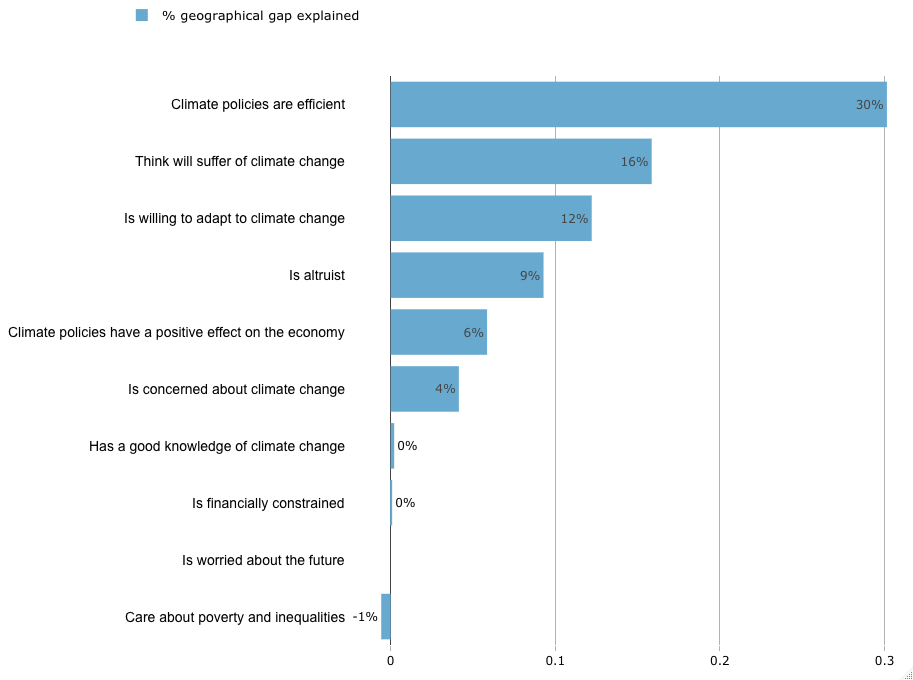 % geographical gap explained
Climate policies are efficient 30%
Think will suffer of climate change 16%
Is willing to adapt to climate change 12%
Is altruist 9%
Climate policies have a positive effect on the economy 6%
Is concerned about climate change 4%
Has a good knowledge of climate change 0%
Is financially constrained 0%
Is worried about the future
Care about poverty and inequalities -1%
0 0.1 0.2 0.3